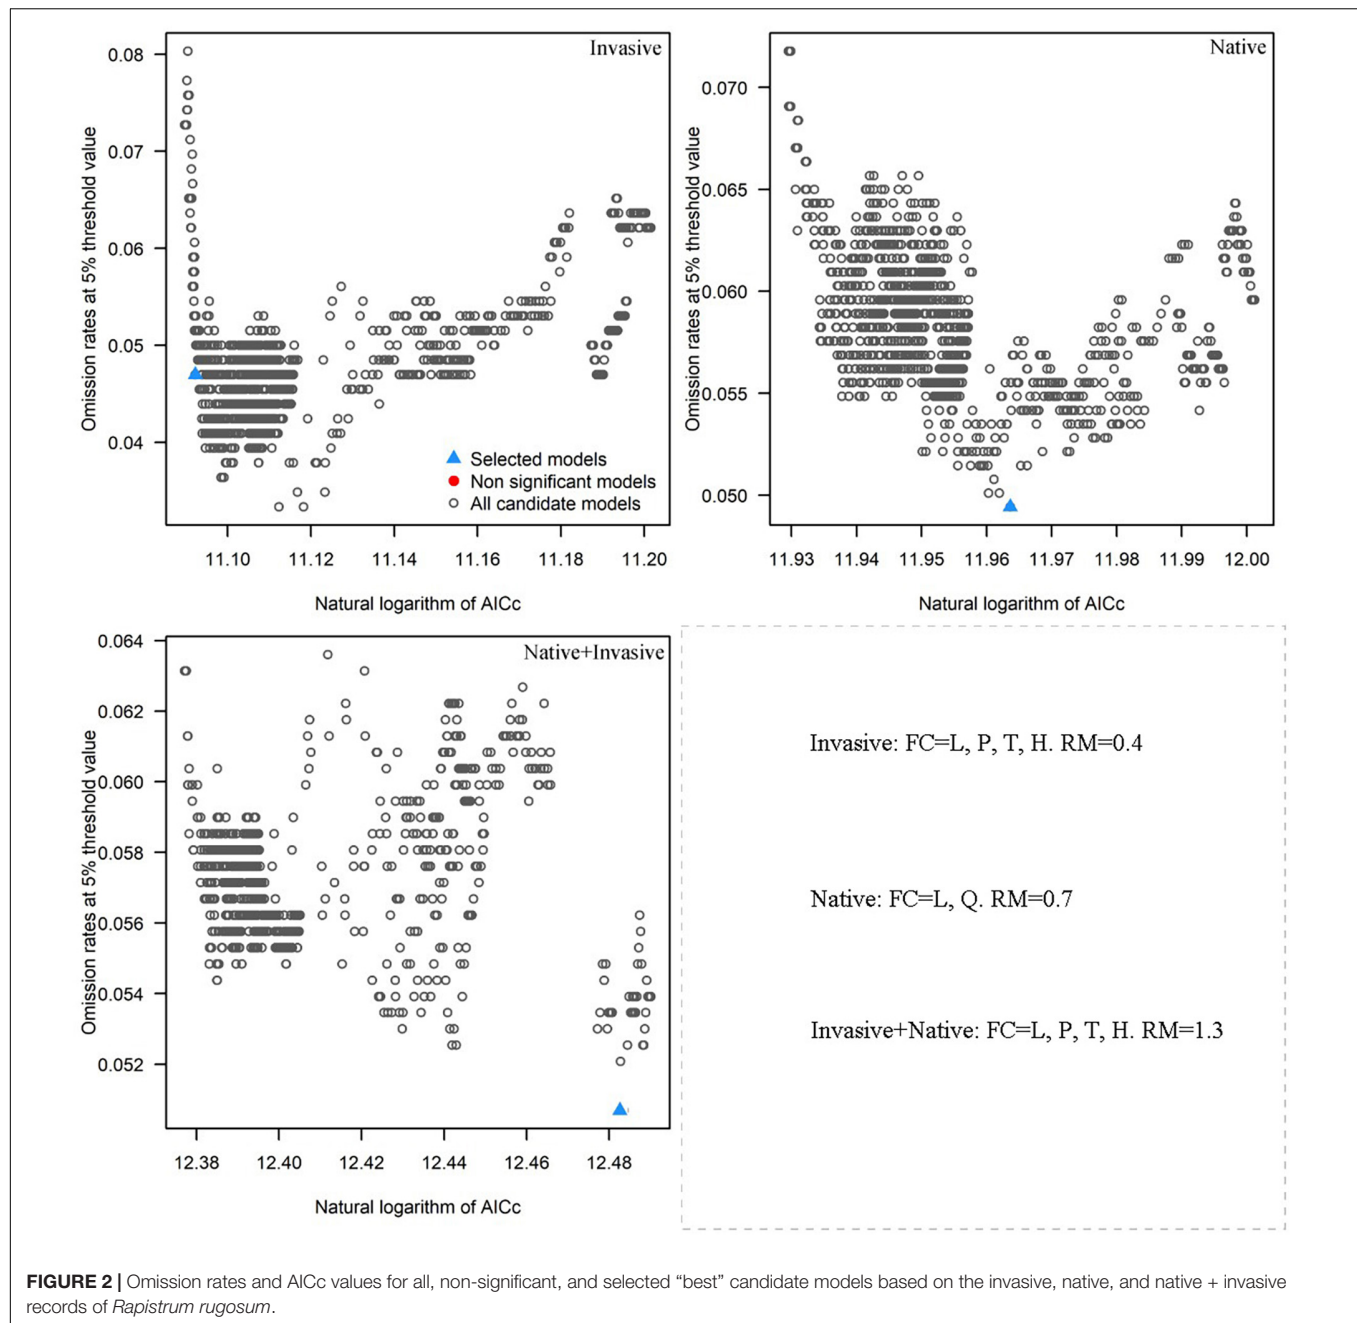 Invasive
Omission rates at 5% threshold value
0.08
0.07
0.06
0.05
0.04
Selected models
Non significant models
All candidate models
11.10 11.12 11.14 11.16 11.18 11.20
Natural logarithm of AICc
Native
Omission rates at 5% threshold value
0.070
0.065
0.060
0.055
0.050
11.93 11.94 11.95 11.96 11.97 11.98 11.99 12.00
Natural logarithm of AICc
Native+Invasive
Omission rates at 5% threshold value
0.064
0.062
0.060
0.058
0.056
0.054
0.052
12.38 12.40 12.42 12.44 12.46 12.48
Natural logarithm of AICc
Invasive: FC=L, P, T, H. RM=0.4
Native: FC=L, Q. RM=0.7
Invasive+Native: FC=L, P, T, H. RM=1.3
FIGURE 2 | Omission rates and AICc values for all, non-significant, and selected “best” candidate models based on the invasive, native, and native + invasive
records of Rapistrum rugosum.